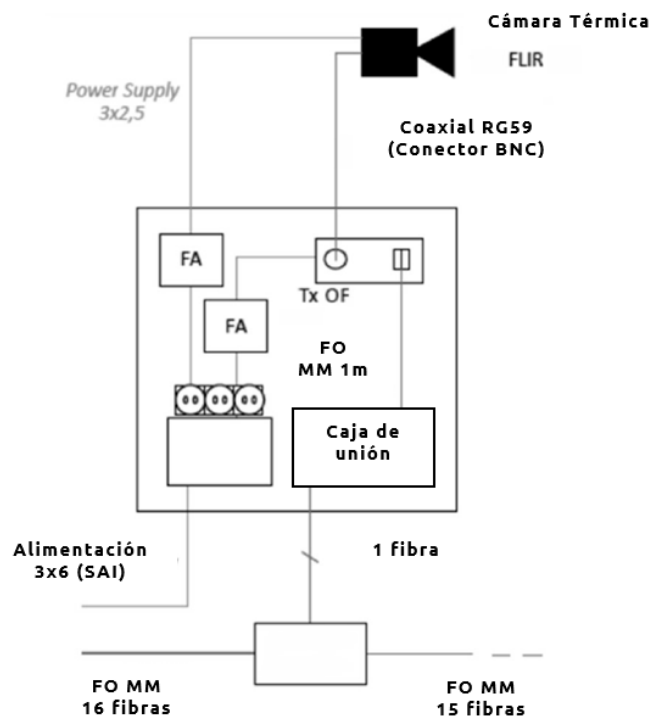 Cámara Térmica
FLIR
Power Supply
3x2,5
Coaxial RG59
(Conector BNC)
FA
Tx OF
FA
FO
MM 1m
Caja de
unión
Alimentación
3x6 (SAI)
1 fibra
FO MM
16 fibras
FO MM
15 fibras